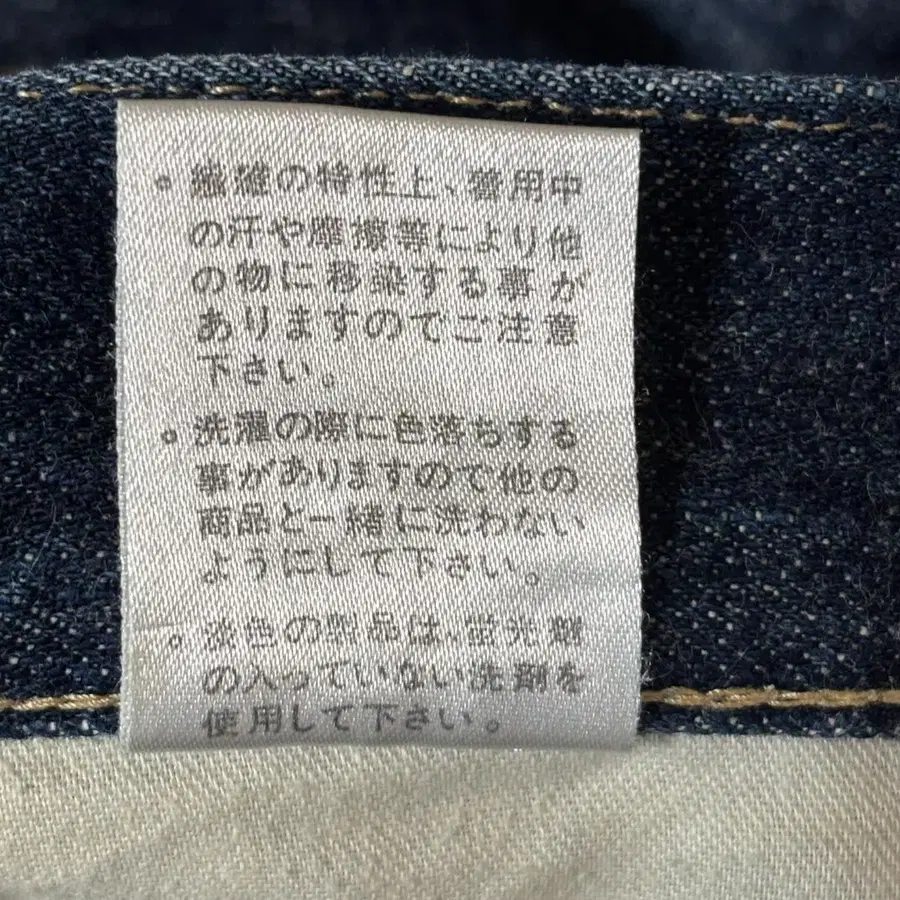 。繊維の特性上、着用中
の汗や摩擦等により他
の物に移染する事が
ありますのでご注意
下さい。
。洗濯の際に色落ちする
事がありますので他の
商品と一緒に洗わない
ようにして下さい。
。淡色の製品は、蛍光剤
の入っていない洗剤を
使用して下さい。